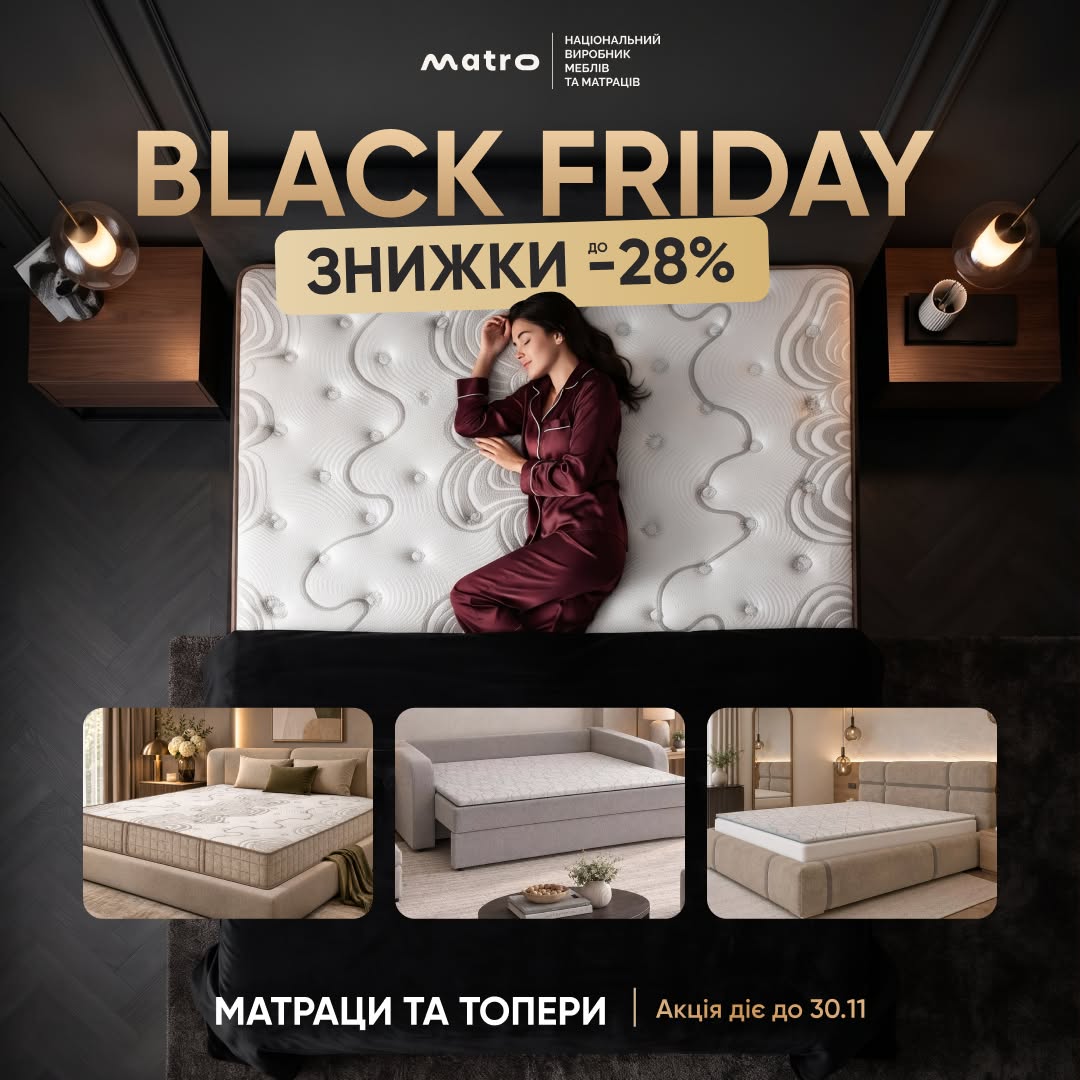 matro
НАЦІОНАЛЬНИЙ
ВИРОБНИК
МЕБЛІВ
ТА МАТРАЦІВ
BLACK FRIDAY
ЗНИЖКИ до -28%
МАТРАЦИ ТА ТОПЕРИ
Акція діє до 30.11